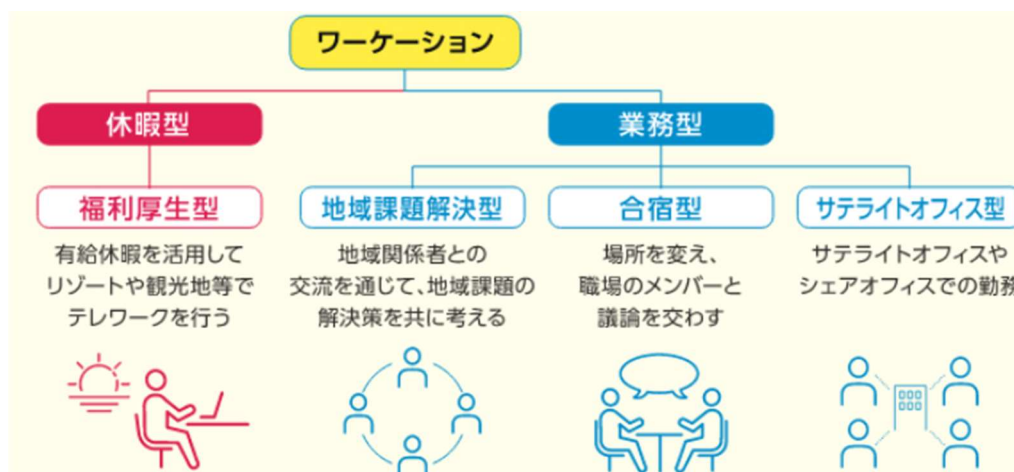 ワーケーション
休暇型
業務型
福利厚生型
有給休暇を活用して
リゾートや観光地等で
テレワークを行う
地域課題解決型
地域関係者との
交流を通じて、地域課題の
解決策を共に考える
合宿型
場所を変え、
職場のメンバーと
議論を交わす
サテライトオフィス型
サテライトオフィスや
シェアオフィスでの勤務